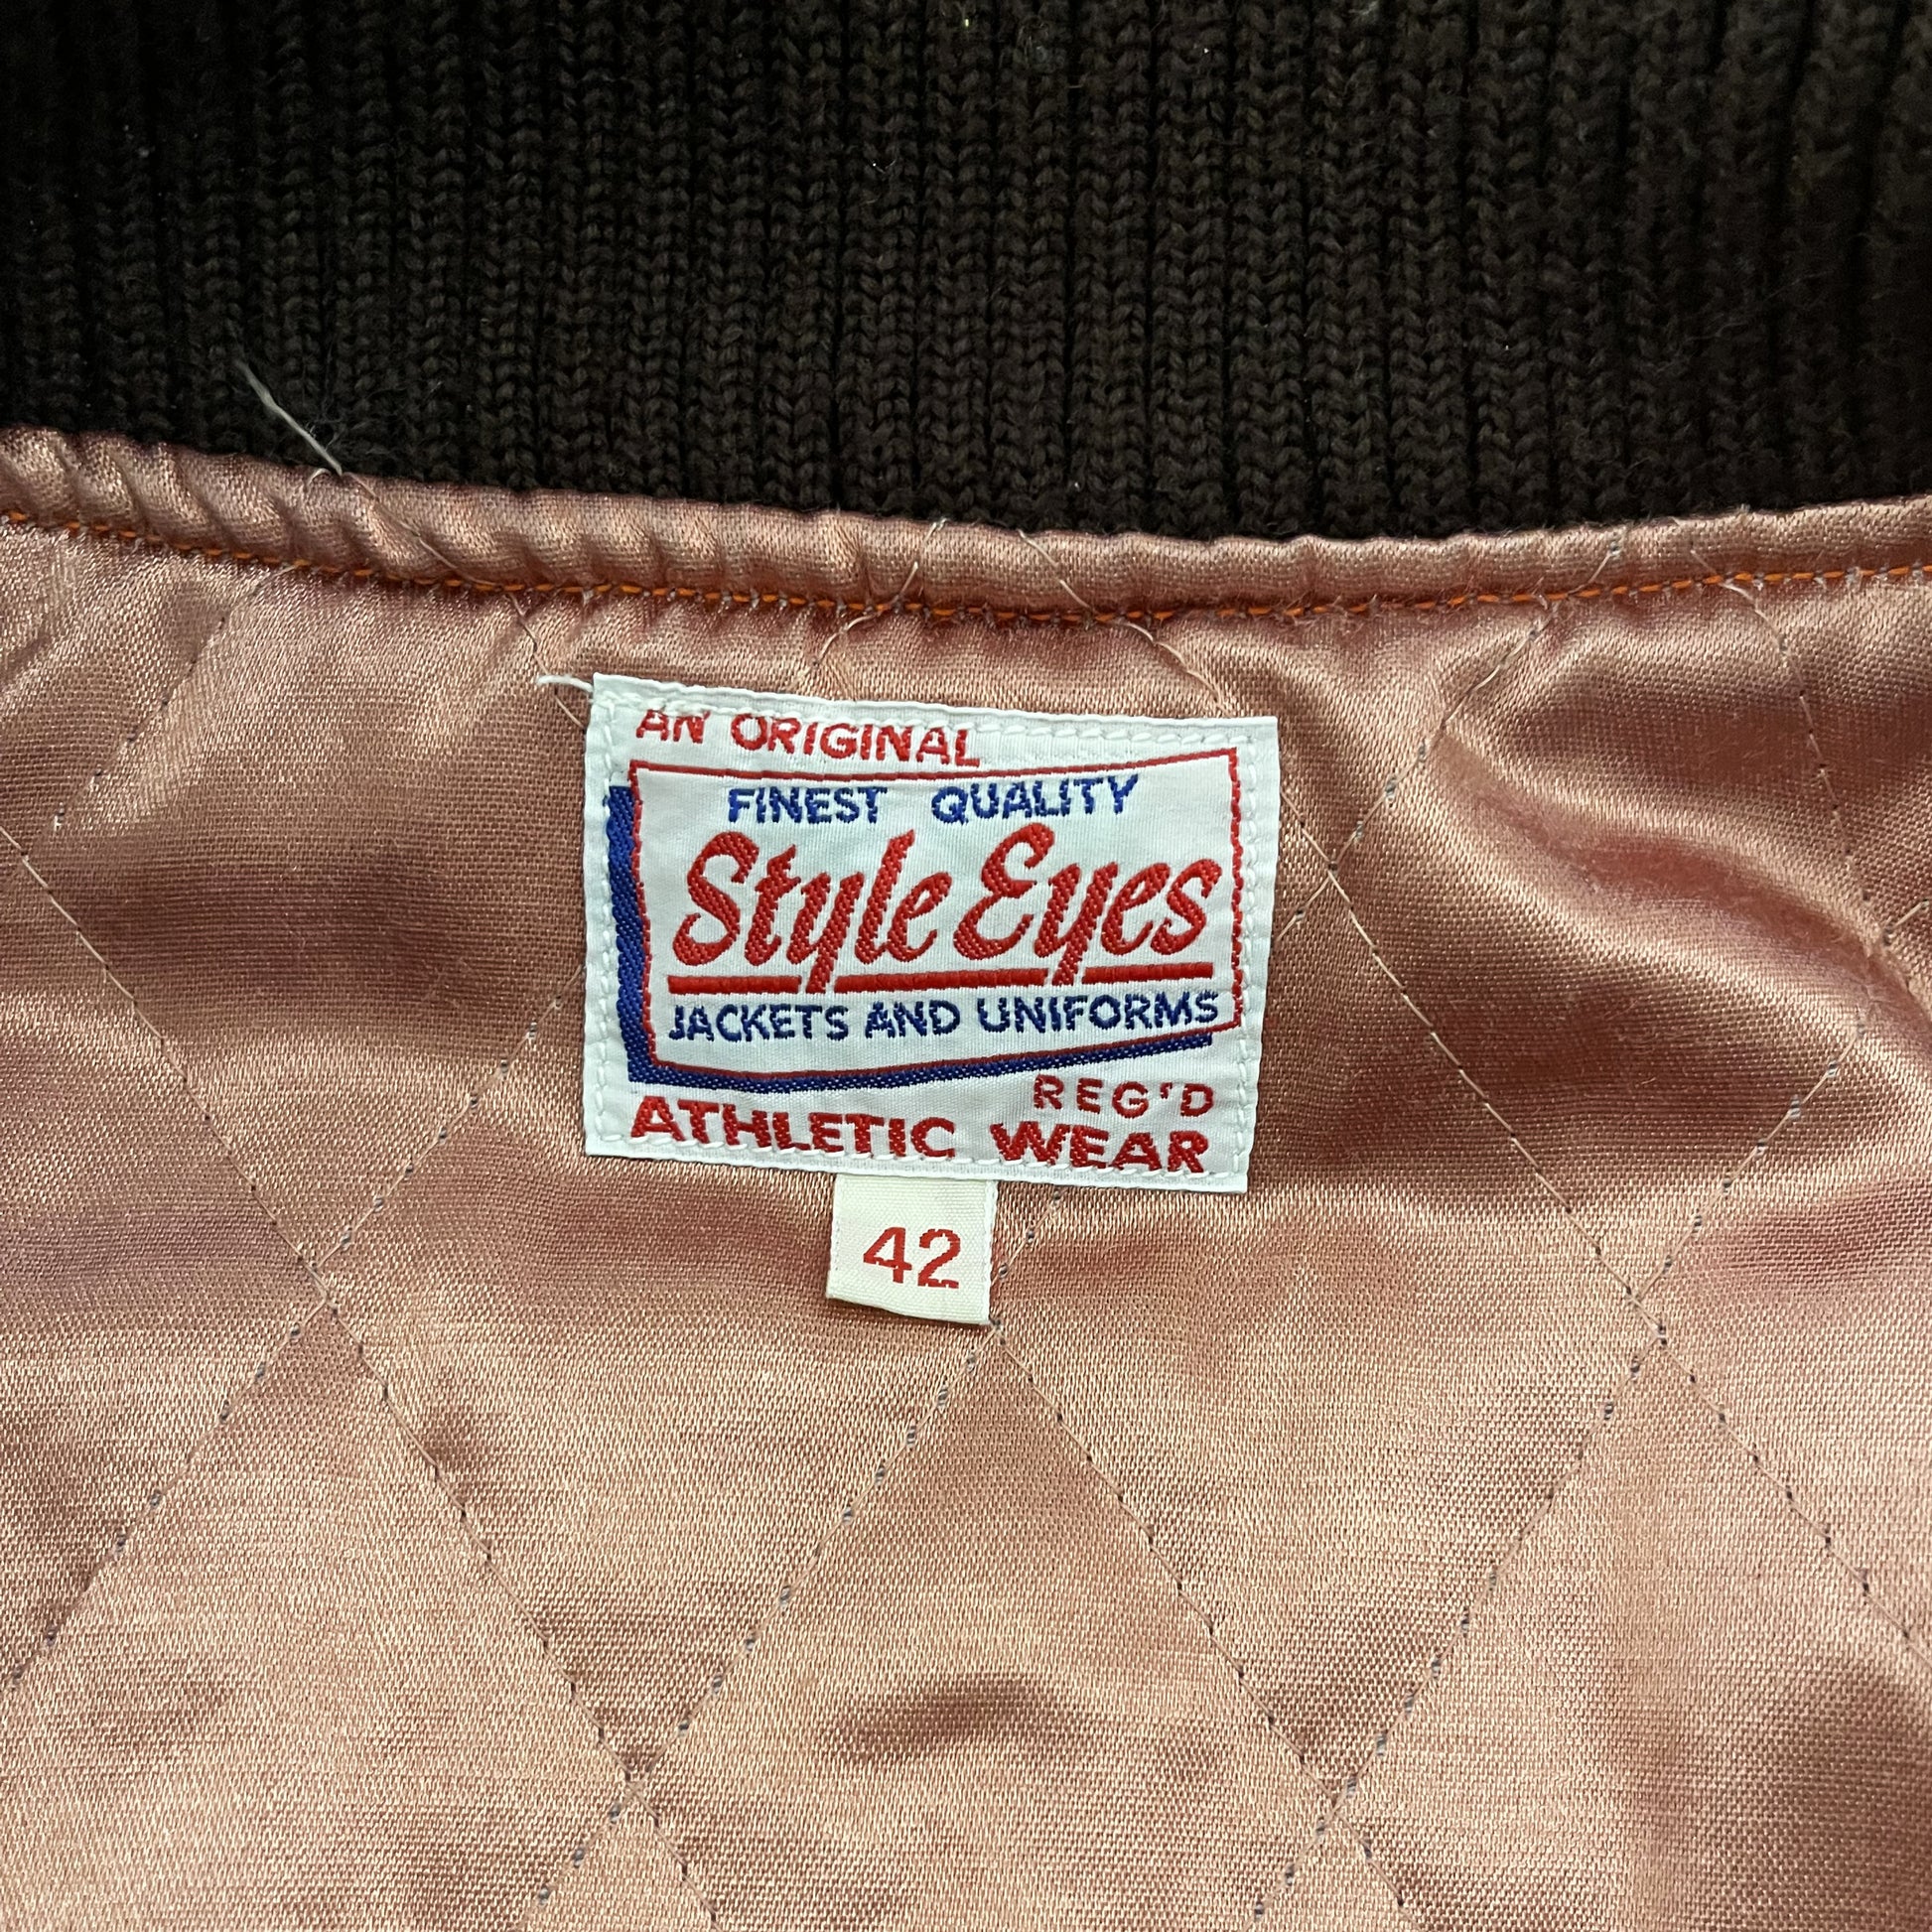 AN ORIGINAL
FINEST QUALITY
Style Eyes
JACKETS AND UNIFORMS
REG'D
ATHLETIC WEAR
42